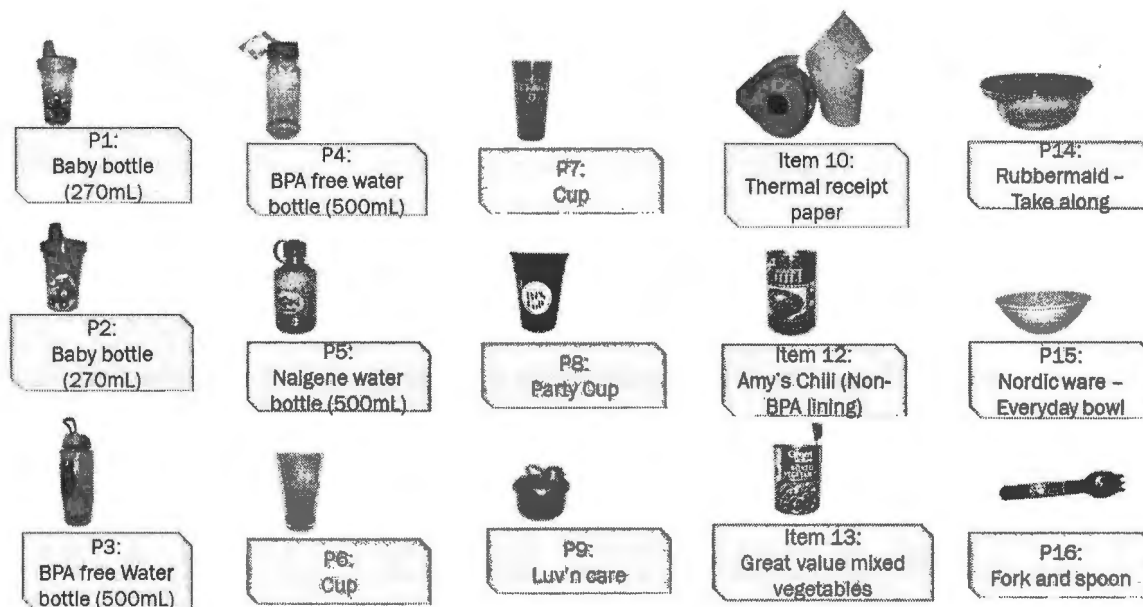 P1:
Baby bottle
(270mL)
P4:
BPA free water
bottle (500mL)
P7:
Cup
Item 10:
Thermal receipt
paper
P14:
Rubbermaid –
Take along
P2:
Baby bottle
(270mL)
P5:
Nalgene water
bottle (500mL)
P8:
Party Cup
Item 12:
Amy's Chili (Non-
BPA lining)
P15:
Nordic ware –
Everyday bowl
P3:
BPA free Water
bottle (500mL)
P6:
Cup
P9:
Luv'n care
Item 13:
Great value mixed
vegetables
P16:
Fork and spoon